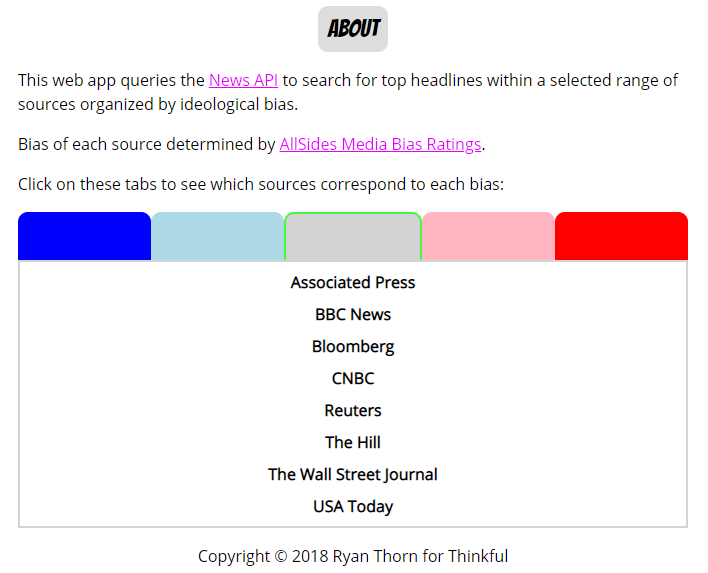 ABOUT
This web app queries the News API to search for top headlines within a selected range of
sources organized by ideological bias.
Bias of each source determined by AllSides Media Bias Ratings.
Click on these tabs to see which sources correspond to each bias:
Associated Press
BBC News
Bloomberg
CNBC
Reuters
The Hill
The Wall Street Journal
USA Today
Copyright © 2018 Ryan Thorn for Thinkful